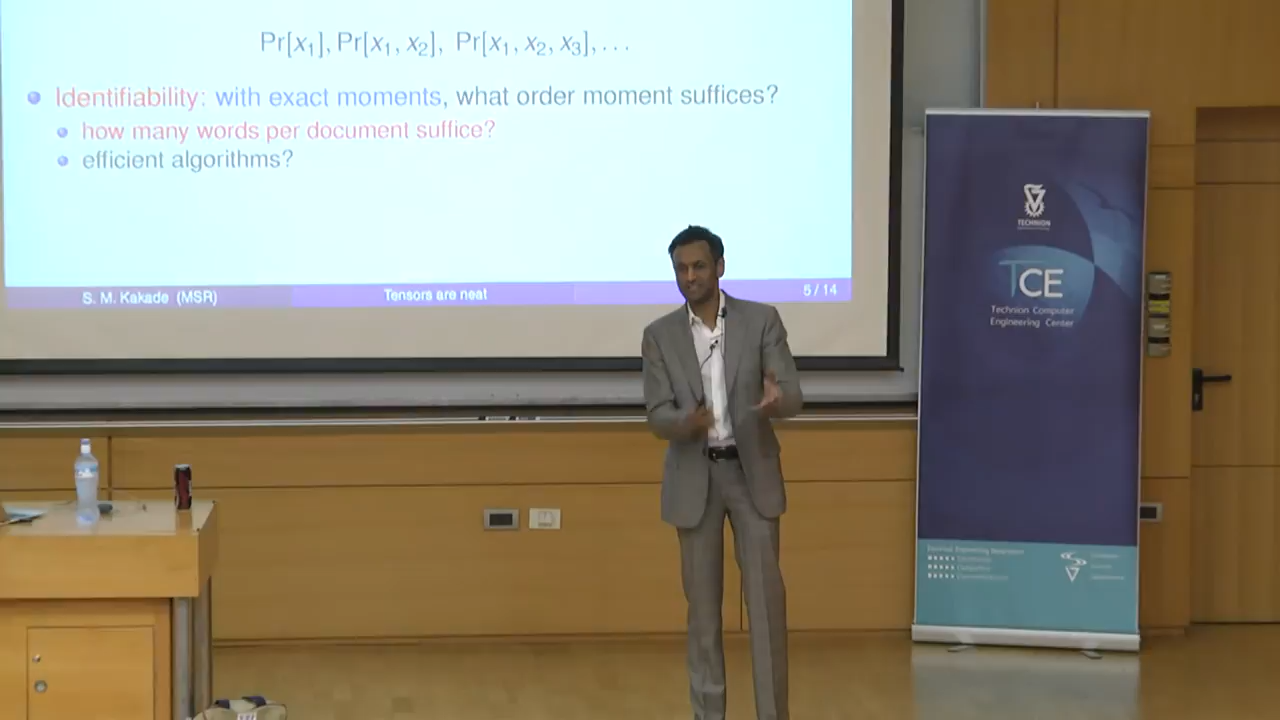 Pr[x₁], Pr[x₁, x₂], Pr[x₁, x₂, x₃], . . .
Identifiability: with exact moments, what order moment suffices?
how many words per document suffice?
efficient algorithms?
S. M. Kakade (MSR)
Tensors are neat
5 / 14
TECHNION
TCE
Technion Computer
Engineering Center